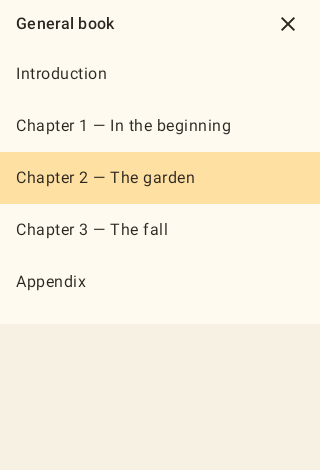 General book
Introduction
Chapter 1 — In the beginning
Chapter 2 — The garden
Chapter 3 — The fall
Appendix